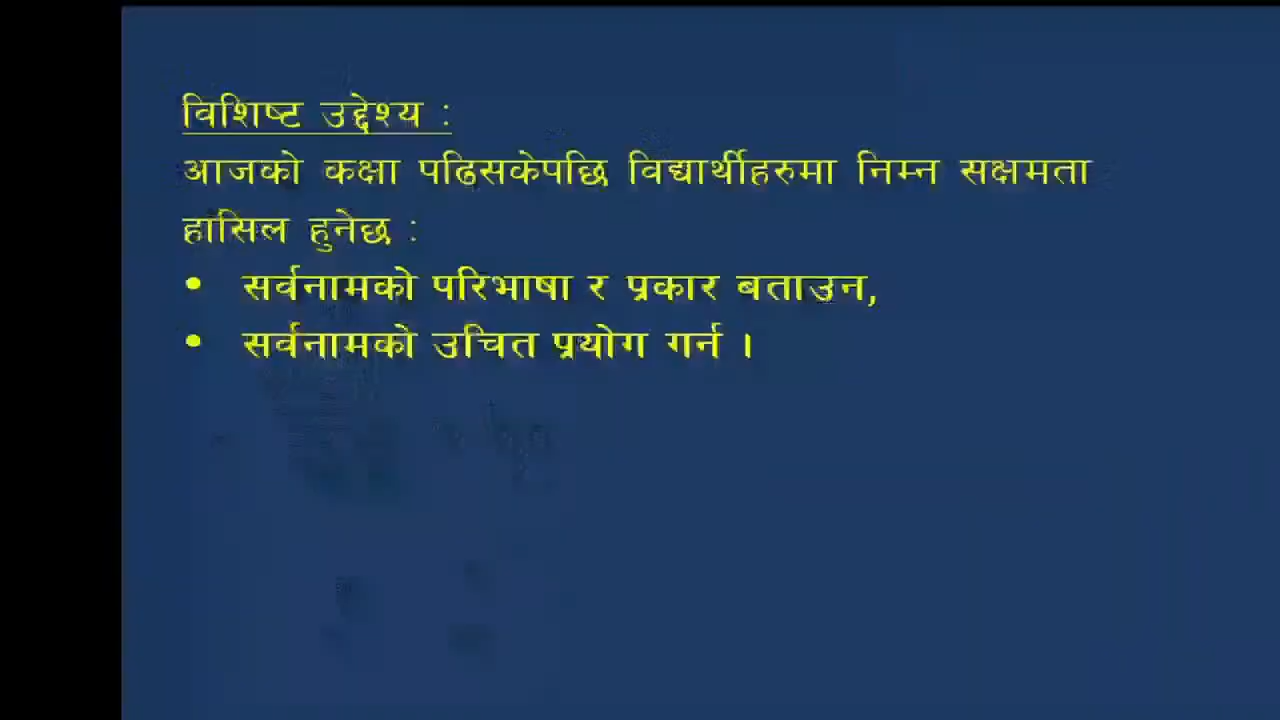 विशिष्ट उद्देश्य :
आजको कक्षा पढिसकेपछि विद्यार्थीहरुमा निम्न सक्षमता
हासिल हुनेछ :
• सर्वनामको परिभाषा र प्रकार बताउन,
• सर्वनामको उचित प्रयोग गर्न ।